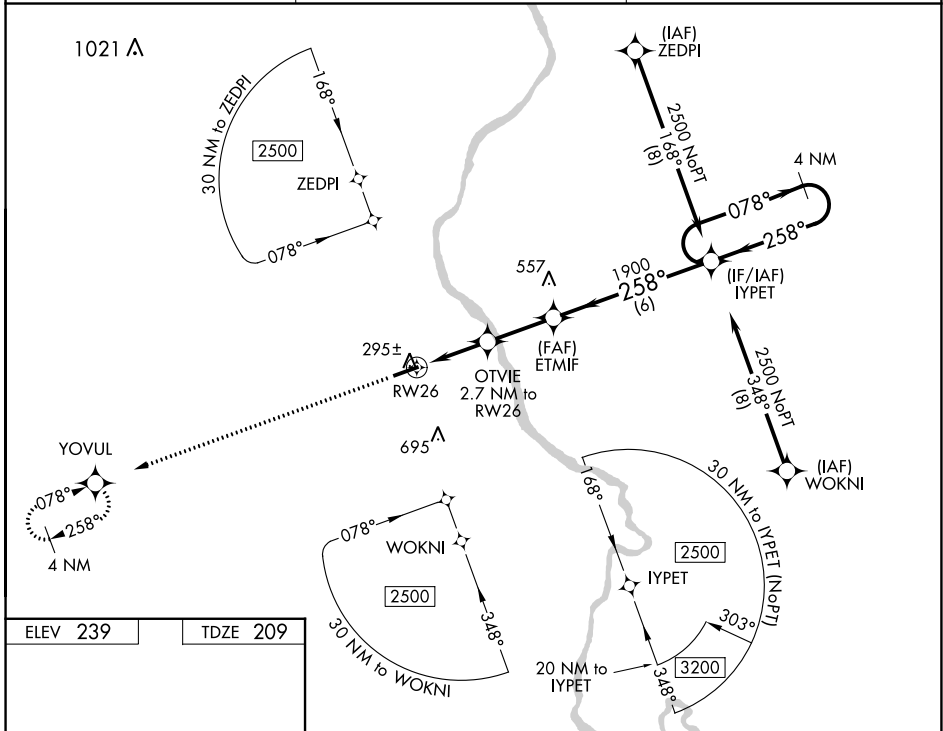 1021
(IAF)
ZEDPI
30 NM to ZEDPI
168°
2500
ZEDPI
078°
2500 NoPT
168°
(8)
4 NM
078°
258°
(IF/IAF)
IYPET
557
1900
258°
(6)
(FAF)
ETMIF
295±
RW26
OTVIE
2.7 NM to
RW26
695
2500 NoPT
348°
(8)
(IAF)
WOKNI
YOVUL
078°
258°
4 NM
078°
WOKNI
2500
348°
30 NM to WOKNI
168°
30 NM to IYPET (NoPT)
2500
IYPET
303°
20 NM to
IYPET
3200
348°
ELEV 239
TDZE 209